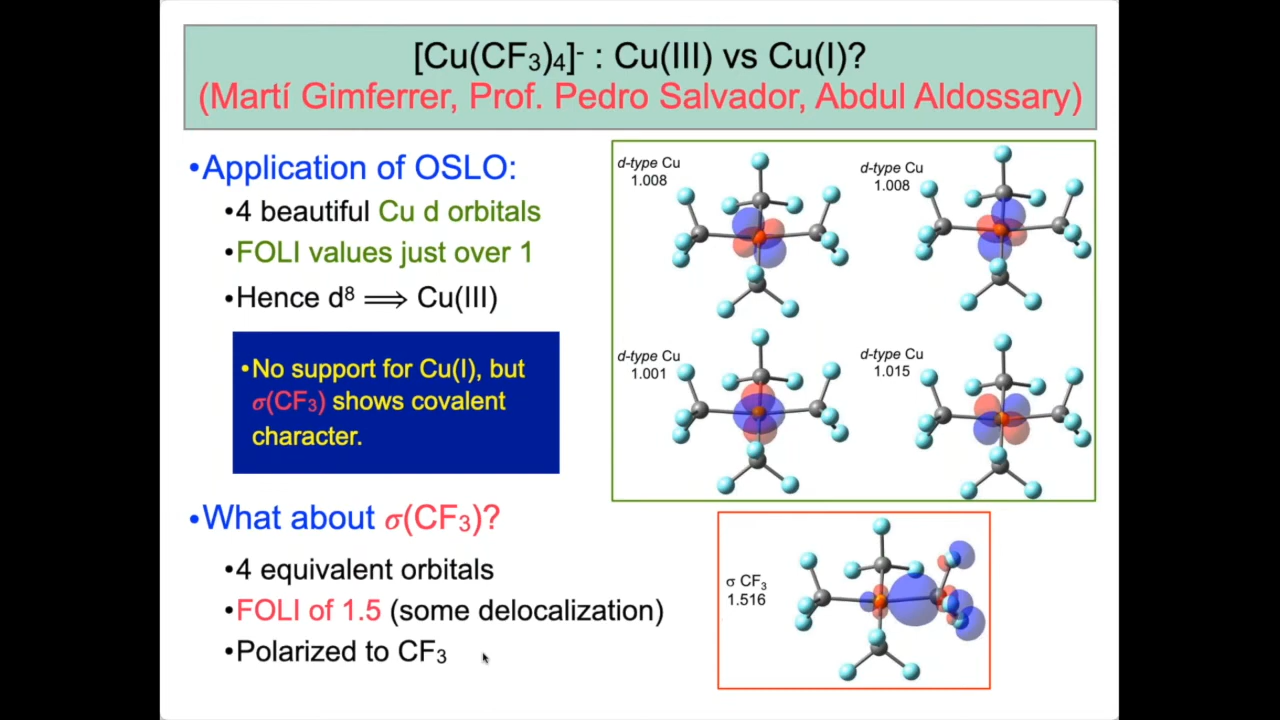 [Cu(CF₃)₄]⁻ : Cu(III) vs Cu(I)?
(Martí Gimferrer, Prof. Pedro Salvador, Abdul Aldossary)
•Application of OSLO:
•4 beautiful Cu d orbitals
•FOLI values just over 1
•Hence d⁸ ⟹ Cu(III)
•No support for Cu(I), but
σ(CF₃) shows covalent
character.
•What about σ(CF₃)?
•4 equivalent orbitals
•FOLI of 1.5 (some delocalization)
•Polarized to CF₃
d-type Cu
1.008
d-type Cu
1.008
d-type Cu
1.001
d-type Cu
1.015
σ CF₃
1.516